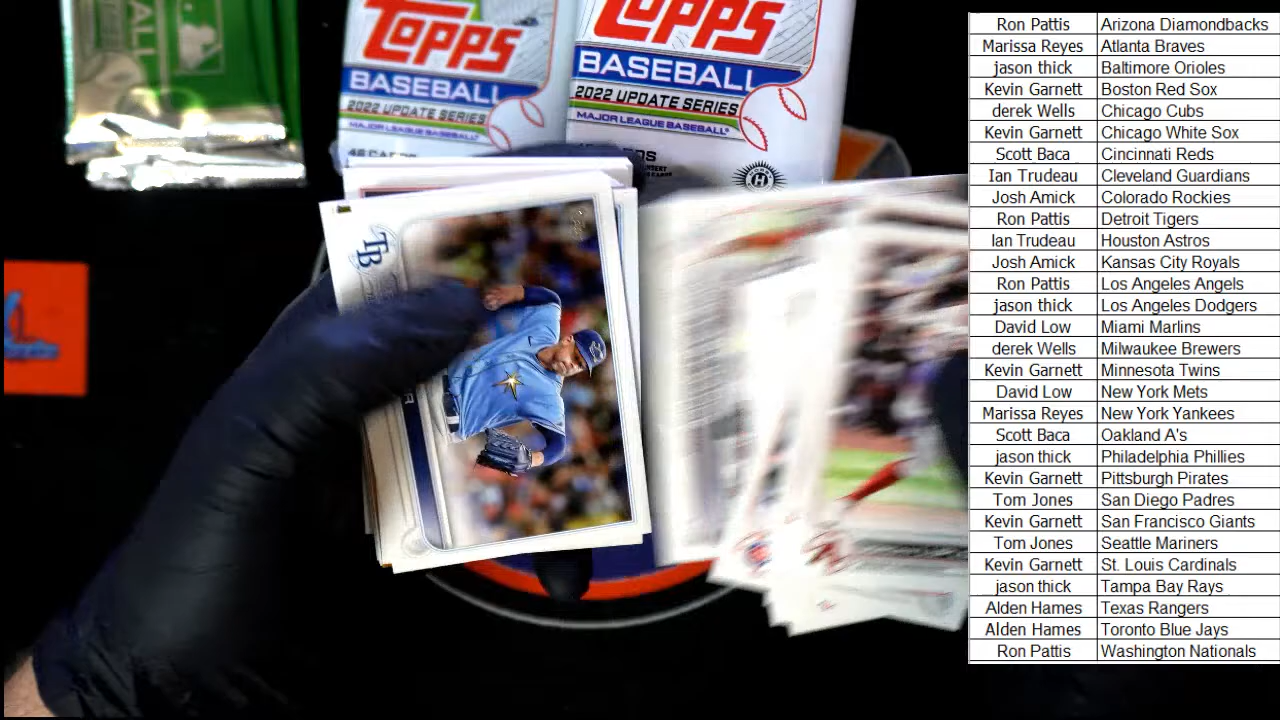 TOPPS
BASEBALL
2022 UPDATE SERIES
MAJOR LEAGUE BASEBALL
TOPPS
BASEBALL
2022 UPDATE SERIES
MAJOR LEAGUE BASEBALL
TB
Ron Pattis Arizona Diamondbacks
Marissa Reyes Atlanta Braves
jason thick Baltimore Orioles
Kevin Garnett Boston Red Sox
derek Wells Chicago Cubs
Kevin Garnett Chicago White Sox
Scott Baca Cincinnati Reds
Ian Trudeau Cleveland Guardians
Josh Amick Colorado Rockies
Ron Pattis Detroit Tigers
Ian Trudeau Houston Astros
Josh Amick Kansas City Royals
Ron Pattis Los Angeles Angels
jason thick Los Angeles Dodgers
David Low Miami Marlins
derek Wells Milwaukee Brewers
Kevin Garnett Minnesota Twins
David Low New York Mets
Marissa Reyes New York Yankees
Scott Baca Oakland A's
jason thick Philadelphia Phillies
Kevin Garnett Pittsburgh Pirates
Tom Jones San Diego Padres
Kevin Garnett San Francisco Giants
Tom Jones Seattle Mariners
Kevin Garnett St. Louis Cardinals
jason thick Tampa Bay Rays
Alden Hames Texas Rangers
Alden Hames Toronto Blue Jays
Ron Pattis Washington Nationals